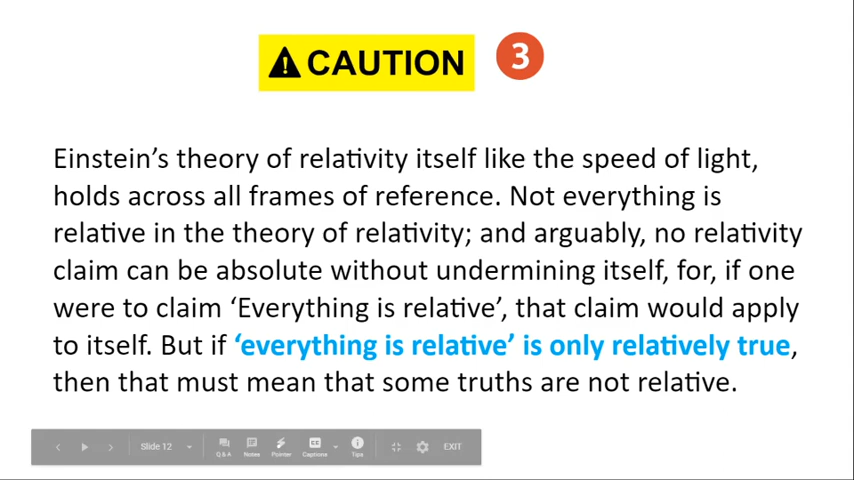 CAUTION 3
Einstein’s theory of relativity itself like the speed of light,
holds across all frames of reference. Not everything is
relative in the theory of relativity; and arguably, no relativity
claim can be absolute without undermining itself, for, if one
were to claim ‘Everything is relative’, that claim would apply
to itself. But if ‘everything is relative’ is only relatively true,
then that must mean that some truths are not relative.
Slide 12 Q & A Notes Pointer Captions Tips EXIT